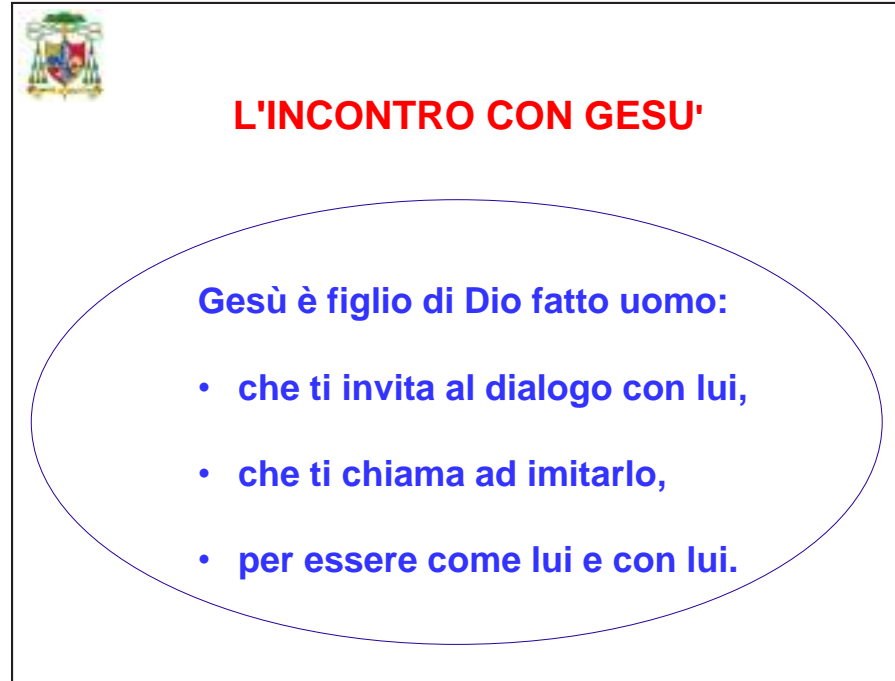 L'INCONTRO CON GESU'
Gesù è figlio di Dio fatto uomo:
• che ti invita al dialogo con lui,
• che ti chiama ad imitarlo,
• per essere come lui e con lui.